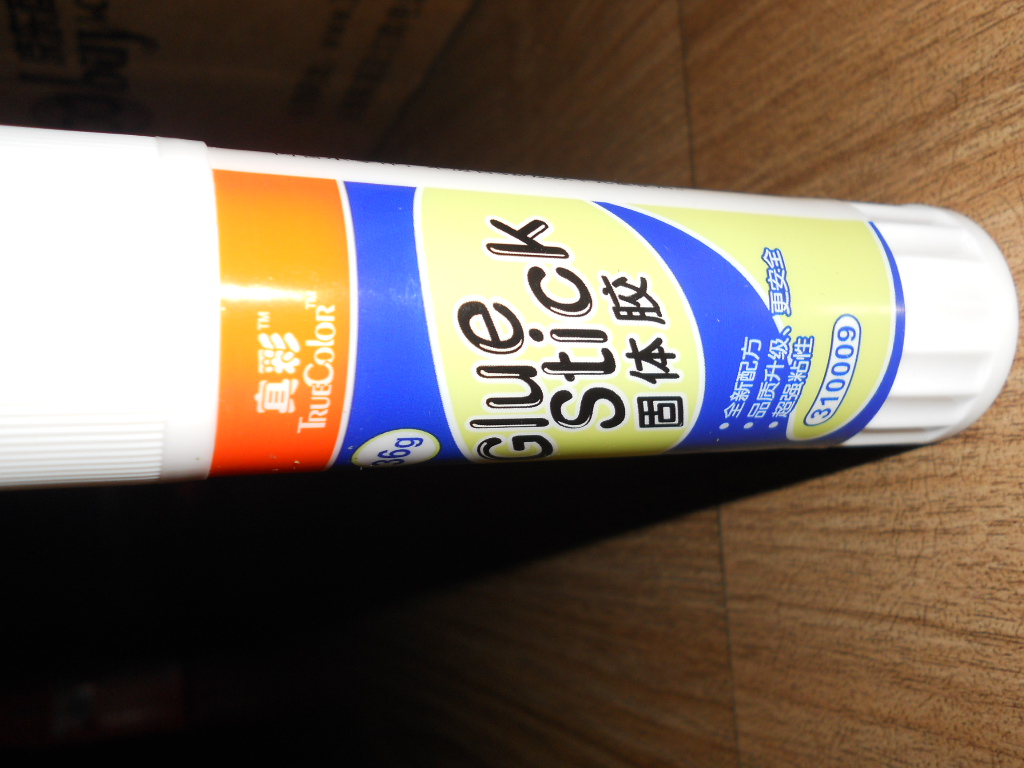 真彩™
TRUECOLOR™
36g
Glue
Stick
固体胶
• 全新配方
• 品质升级、更安全
• 超强粘性
310009